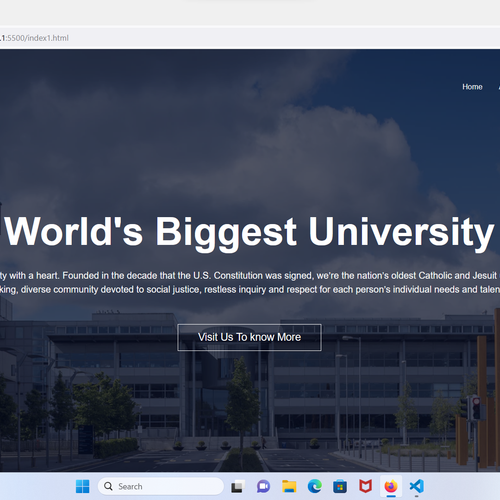 .1:5500/index1.html
Home
World's Biggest University
ty with a heart. Founded in the decade that the U.S. Constitution was signed, we're the nation's oldest Catholic and Jesuit
king, diverse community devoted to social justice, restless inquiry and respect for each person's individual needs and talen
Visit Us To know More
Search